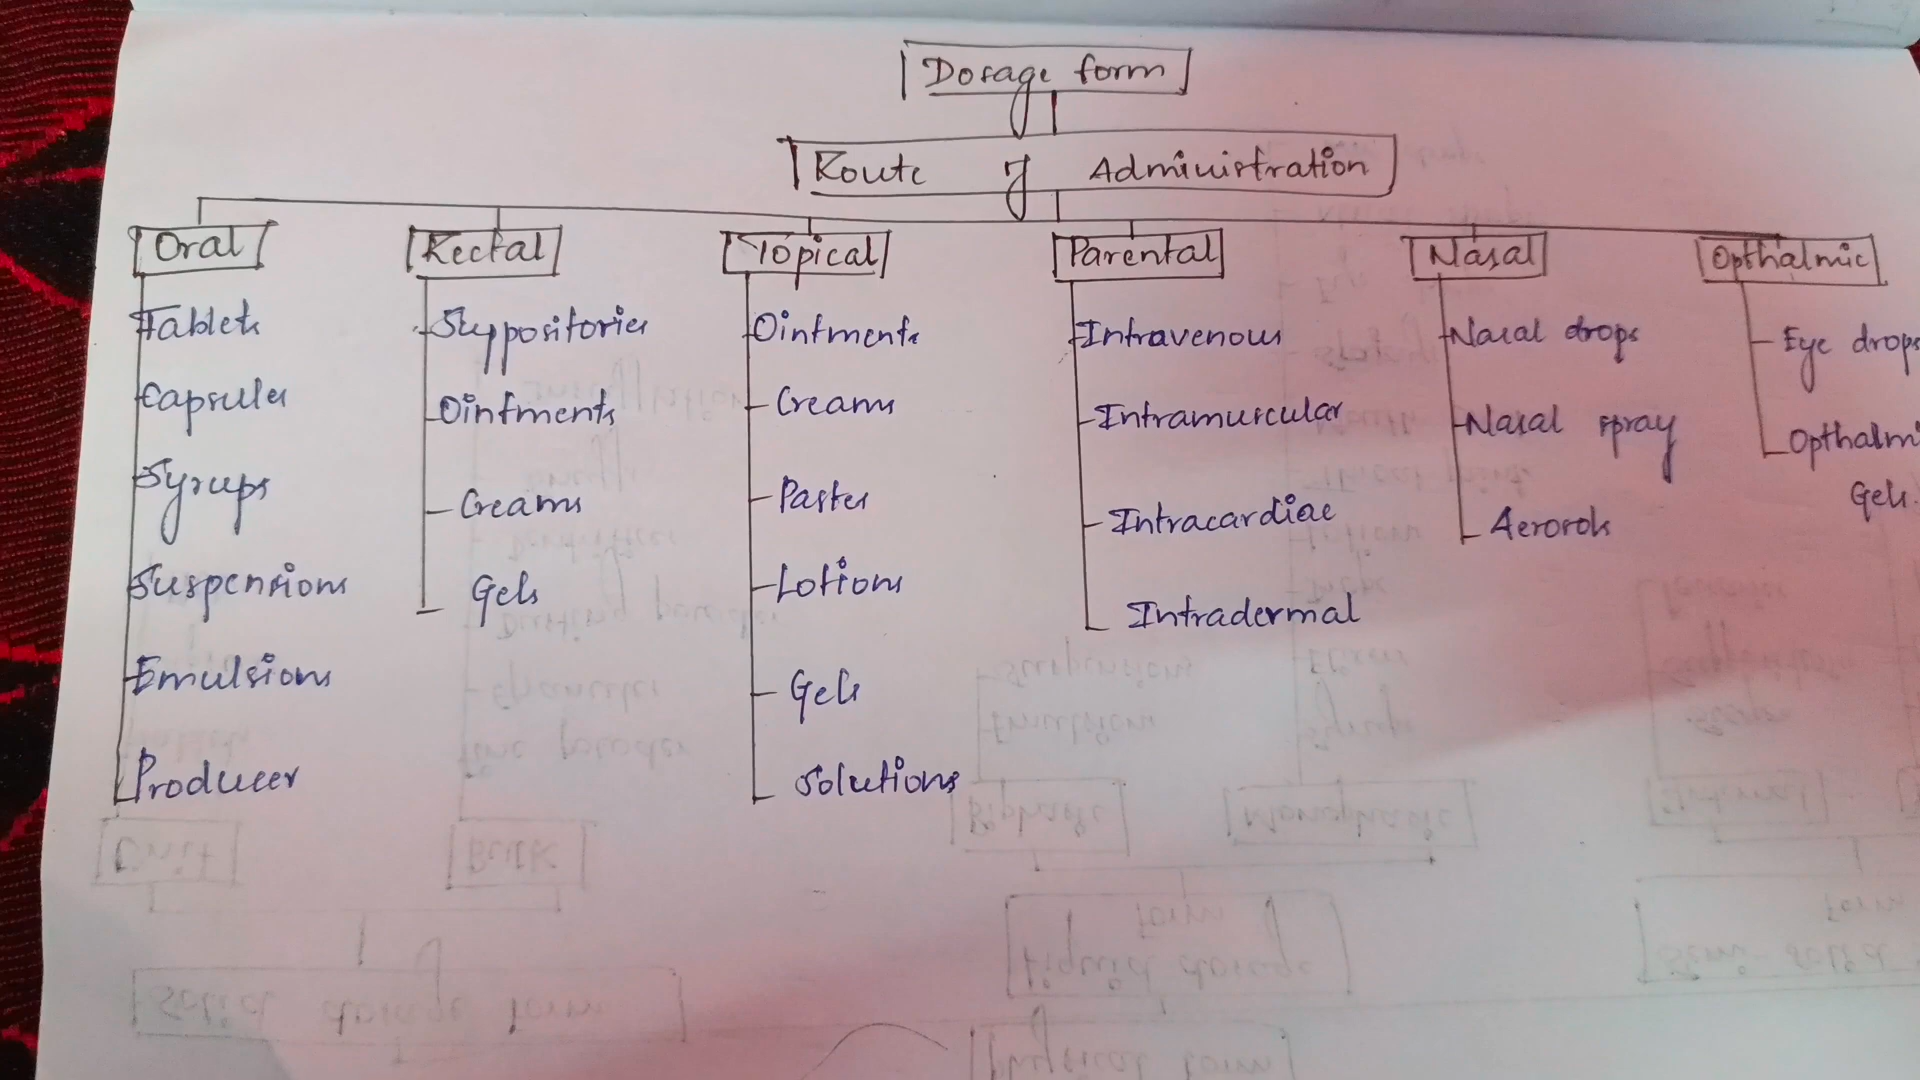 Dosage form
Route of Administration
Oral
Tablets
Capsules
Syrups
Suspensions
Emulsions
Producer
Rectal
Suppositories
Ointments
Creams
Gels
Topical
Ointments
Creams
Pastes
Lotions
Gels
Solutions
Parental
Intravenous
Intramuscular
Intracardiac
Intradermal
Nasal
Nasal drops
Nasal spray
Aerosols
Opthalmic
Eye drops
Opthalmi
Gels.